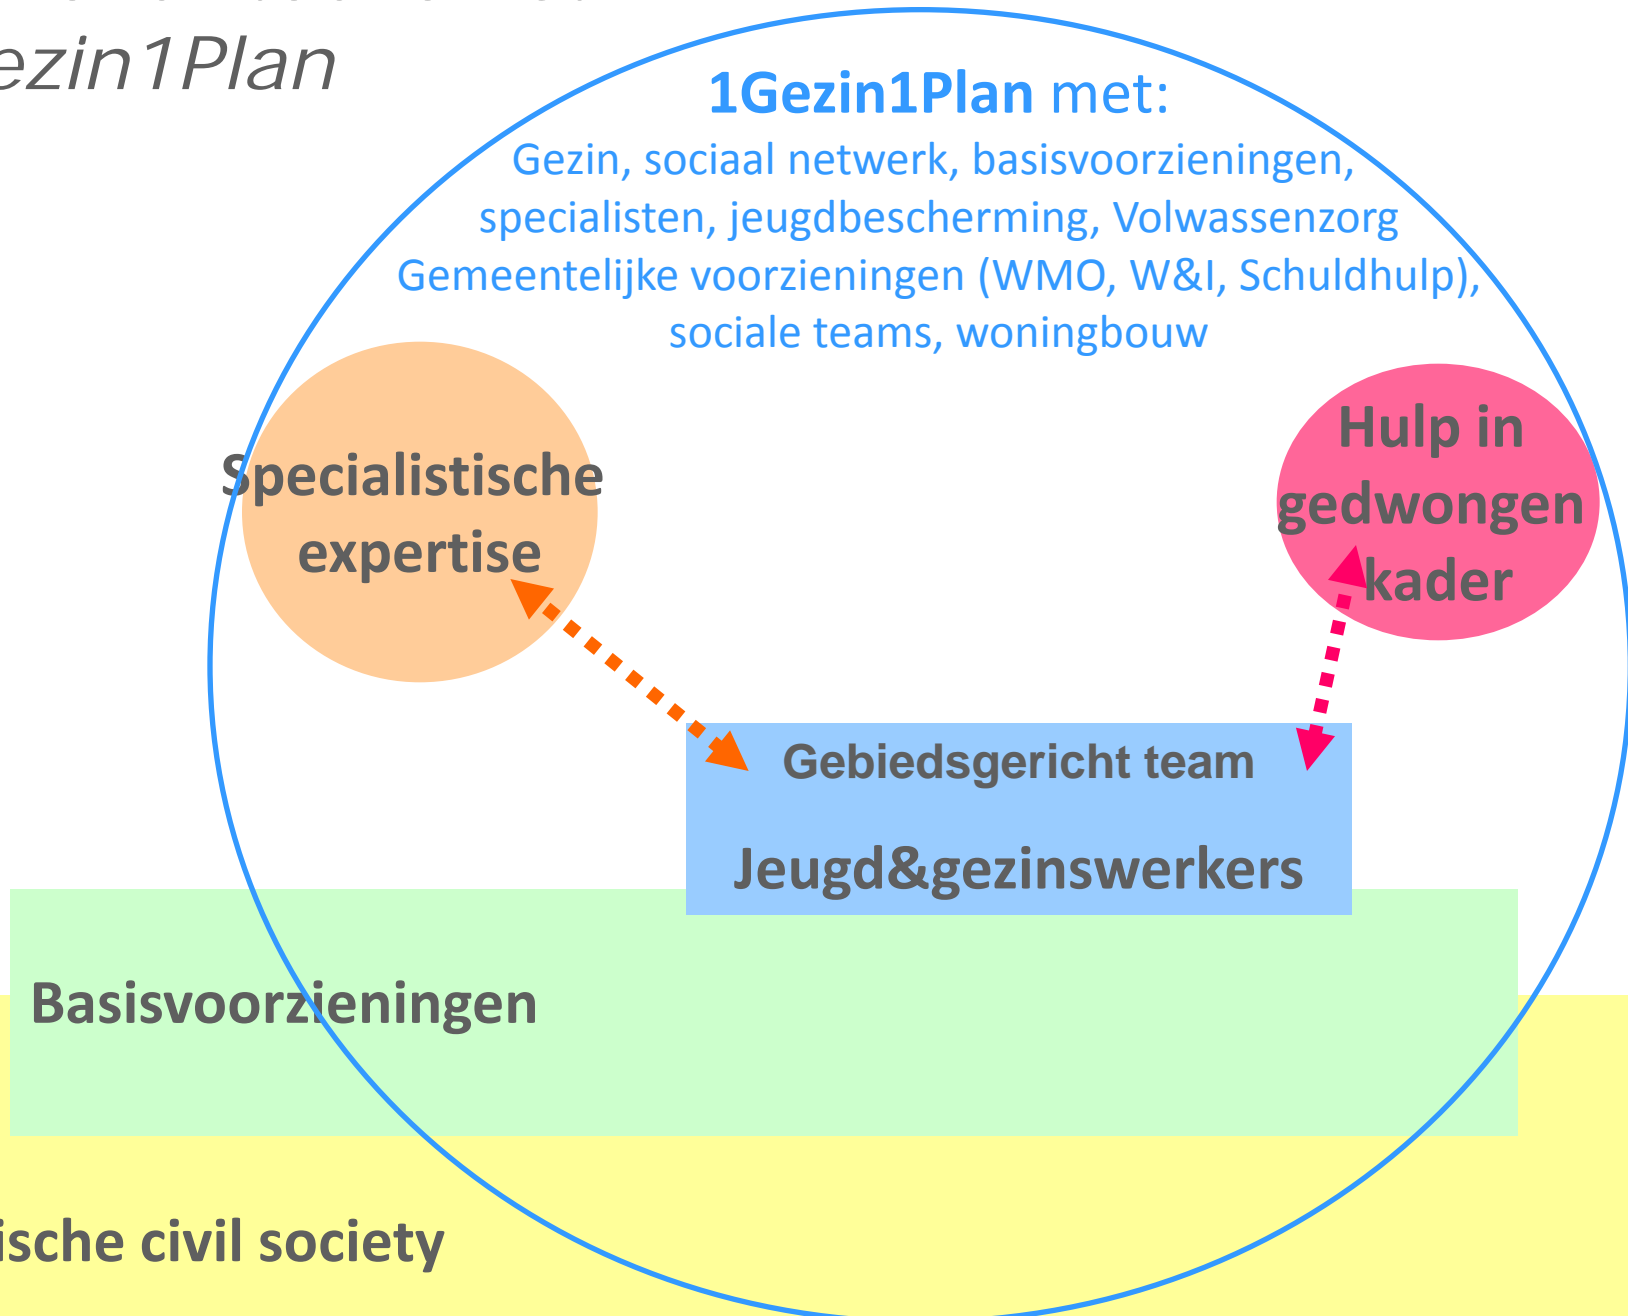 ezin1Plan
1Gezin1Plan met:
Gezin, sociaal netwerk, basisvoorzieningen,
specialisten, jeugdbescherming, Volwassenzorg
Gemeentelijke voorzieningen (WMO, W&I, Schuldhulp),
sociale teams, woningbouw
Specialistische
expertise
Hulp in
gedwongen
kader
Gebiedsgericht team
Jeugd&gezinswerkers
Basisvoorzieningen
ische civil society